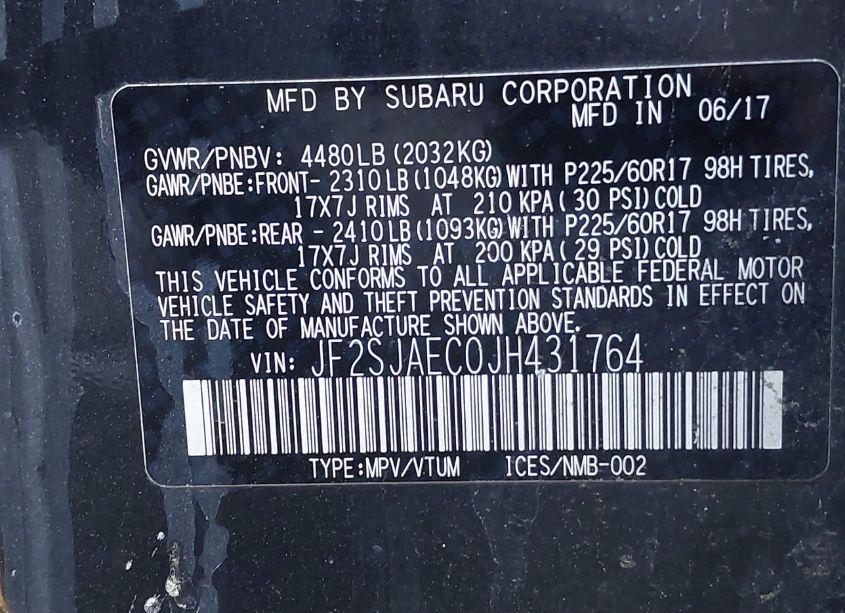 MFD BY SUBARU CORPORATION
MFD IN 06/17
GVWR/PNBV: 4480LB(2032KG)
GAWR/PNBE:FRONT- 2310LB(1048KG)WITH P225/60R17 98H TIRES,
17X7J RIMS AT 210 KPA( 30 PSI)COLD
GAWR/PNBE:REAR - 2410LB(1093KG)WITH P225/60R17 98H TIRES,
17X7J RIMS AT 200 KPA( 29 PSI)COLD
THIS VEHICLE CONFORMS TO ALL APPLICABLE FEDERAL MOTOR
VEHICLE SAFETY AND THEFT PREVENTION STANDARDS IN EFFECT ON
THE DATE OF MANUFACTURE SHOWN ABOVE.
VIN: JF2SJAEC0JH431764
TYPE:MPV/VTUM ICES/NMB-002